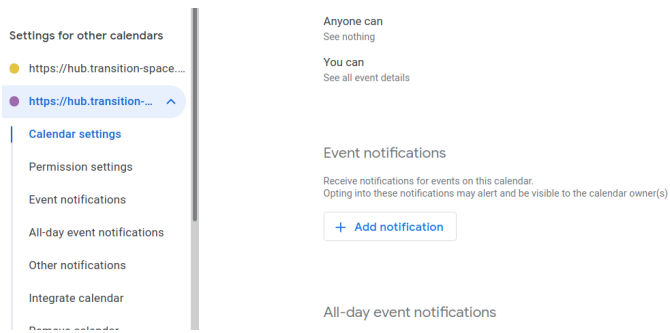 Settings for other calendars
https://hub.transition-space....
https://hub.transition-...
Calendar settings
Permission settings
Event notifications
All-day event notifications
Other notifications
Integrate calendar
Remove calendar
Anyone can
See nothing
You can
See all event details
Event notifications
Receive notifications for events on this calendar.
Opting into these notifications may alert and be visible to the calendar owner(s)
+ Add notification
All-day event notifications